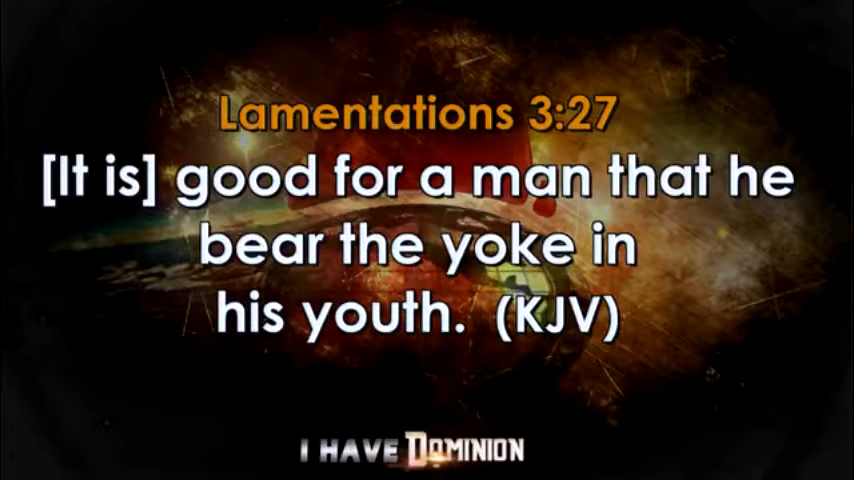 Lamentations 3:27
[It is] good for a man that he
bear the yoke in
his youth.  (KJV)
I HAVE DOMINION